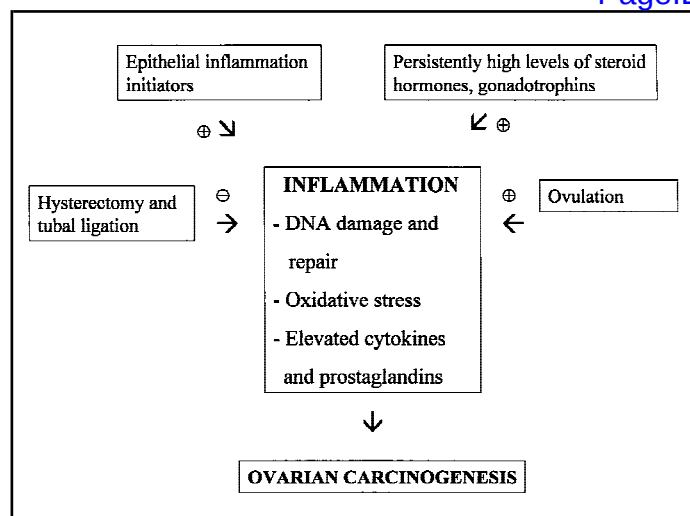 Epithelial inflammation
initiators
Persistently high levels of steroid
hormones, gonadotrophins
⊕
⊕
Hysterectomy and
tubal ligation
⊖
INFLAMMATION
- DNA damage and
repair
- Oxidative stress
- Elevated cytokines
and prostaglandins
⊕
Ovulation
OVARIAN CARCINOGENESIS